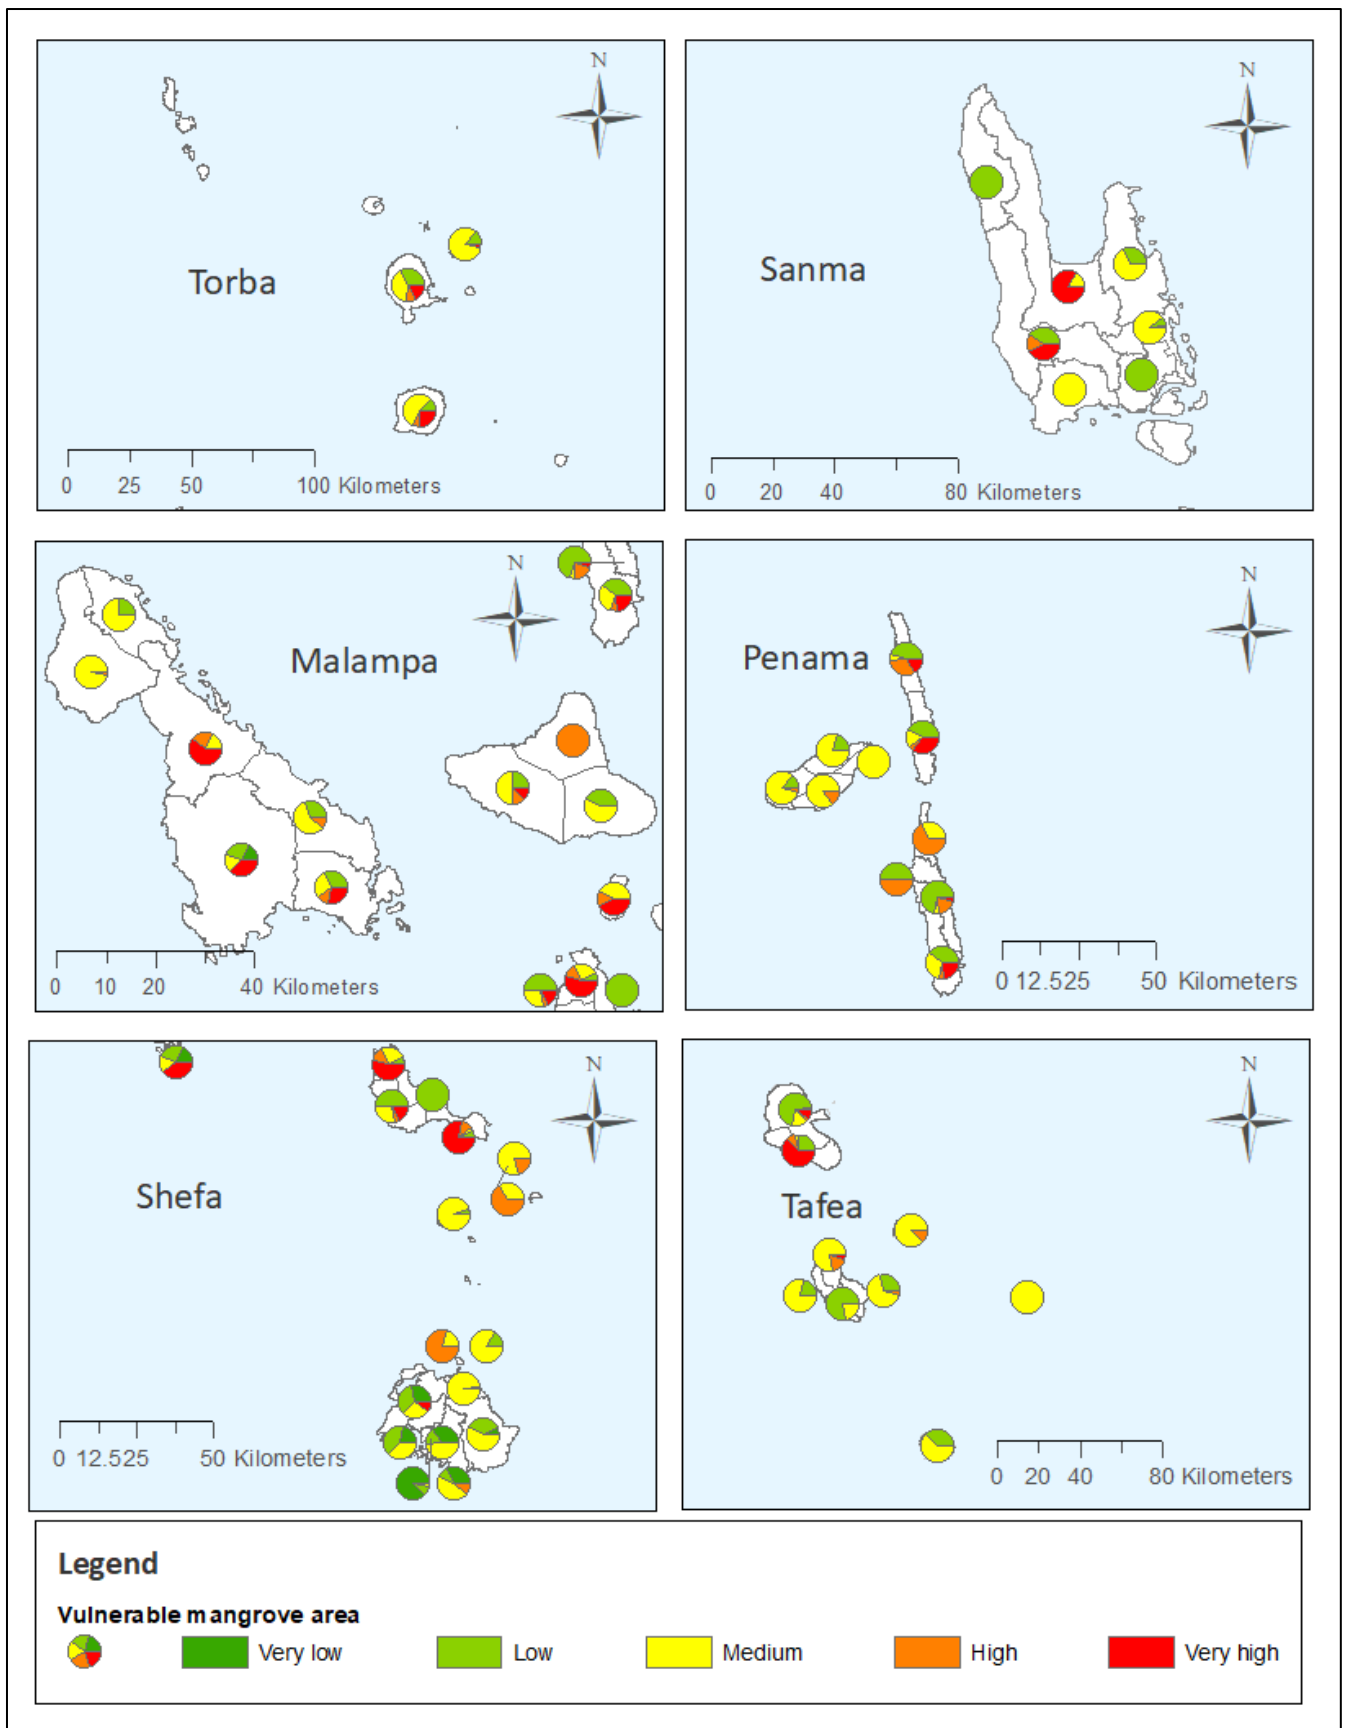 N
Torba
0 25 50 100 Kilometers
N
Sanma
0 20 40 80 Kilometers
N
Malampa
0 10 20 40 Kilometers
N
Penama
0 12.525 50 Kilometers
N
Shefa
0 12.525 50 Kilometers
N
Tafea
0 20 40 80 Kilometers
Legend
Vulnerable mangrove area
Very low Low Medium High Very high